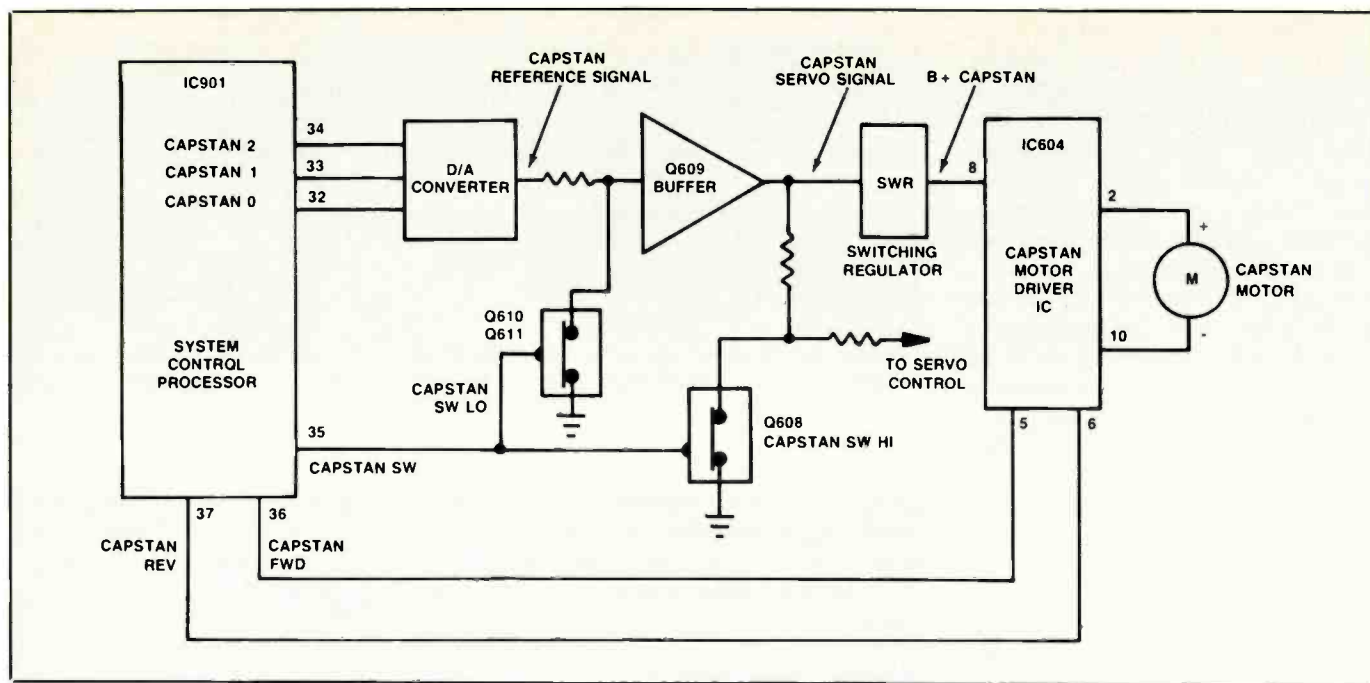 IC901
CAPSTAN 2
CAPSTAN 1
CAPSTAN 0
34
33
32
SYSTEM
CONTROL
PROCESSOR
35
CAPSTAN SW
37
36
CAPSTAN
REV
CAPSTAN
FWD
D/A
CONVERTER
CAPSTAN
REFERENCE SIGNAL
Q610
Q611
CAPSTAN
SW LO
Q609
BUFFER
CAPSTAN
SERVO SIGNAL
SWR
SWITCHING
REGULATOR
B + CAPSTAN
TO SERVO
CONTROL
Q608
CAPSTAN SW HI
8
IC604
CAPSTAN
MOTOR
DRIVER
IC
2
10
5
6
+
M
-
CAPSTAN
MOTOR